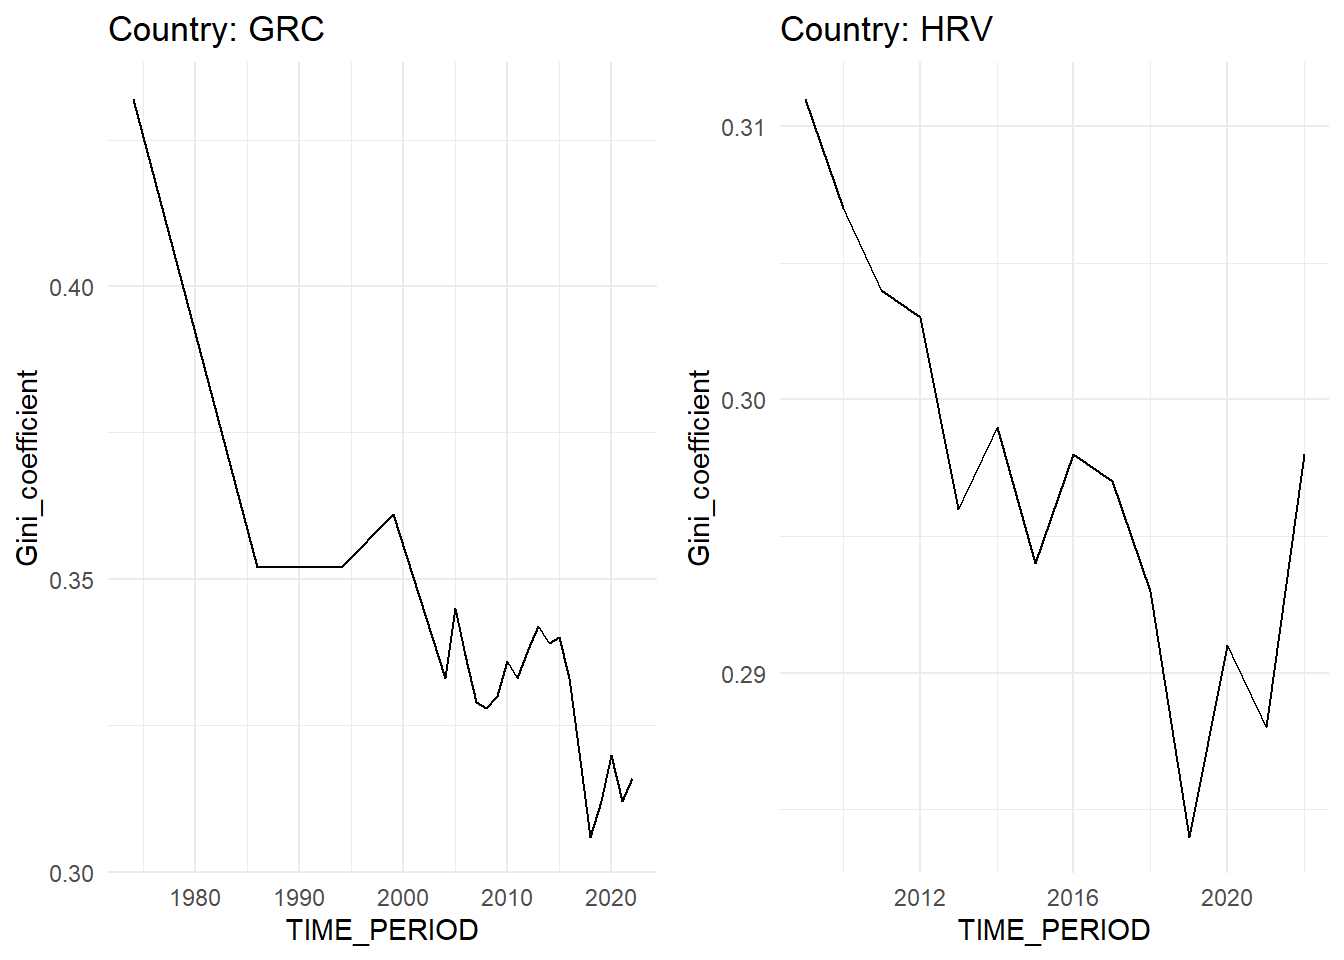 Country: GRC
Gini_coefficient
0.40
0.35
0.30
1980 1990 2000 2010 2020
TIME_PERIOD
Country: HRV
Gini_coefficient
0.31
0.30
0.29
2012 2016 2020
TIME_PERIOD